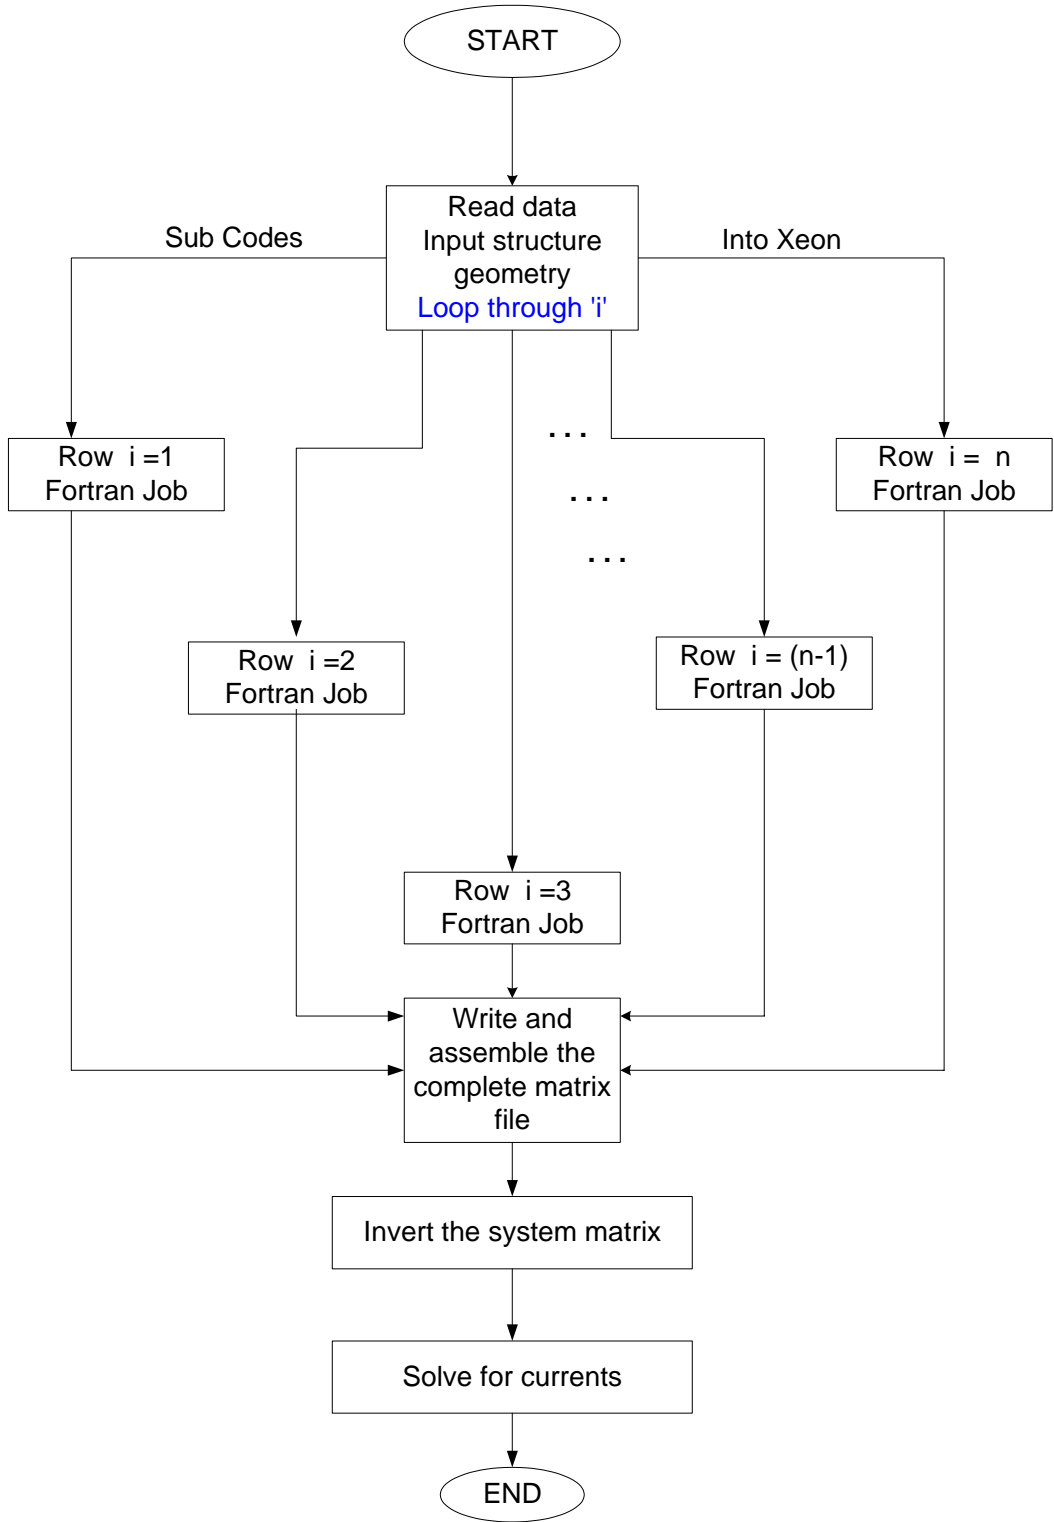 START
Read data
Input structure
geometry
Loop through 'i'
Sub Codes
Into Xeon
Row i =1
Fortran Job
. . .
. . .
. . .
Row i = n
Fortran Job
Row i =2
Fortran Job
Row i = (n-1)
Fortran Job
Row i =3
Fortran Job
Write and
assemble the
complete matrix
file
Invert the system matrix
Solve for currents
END